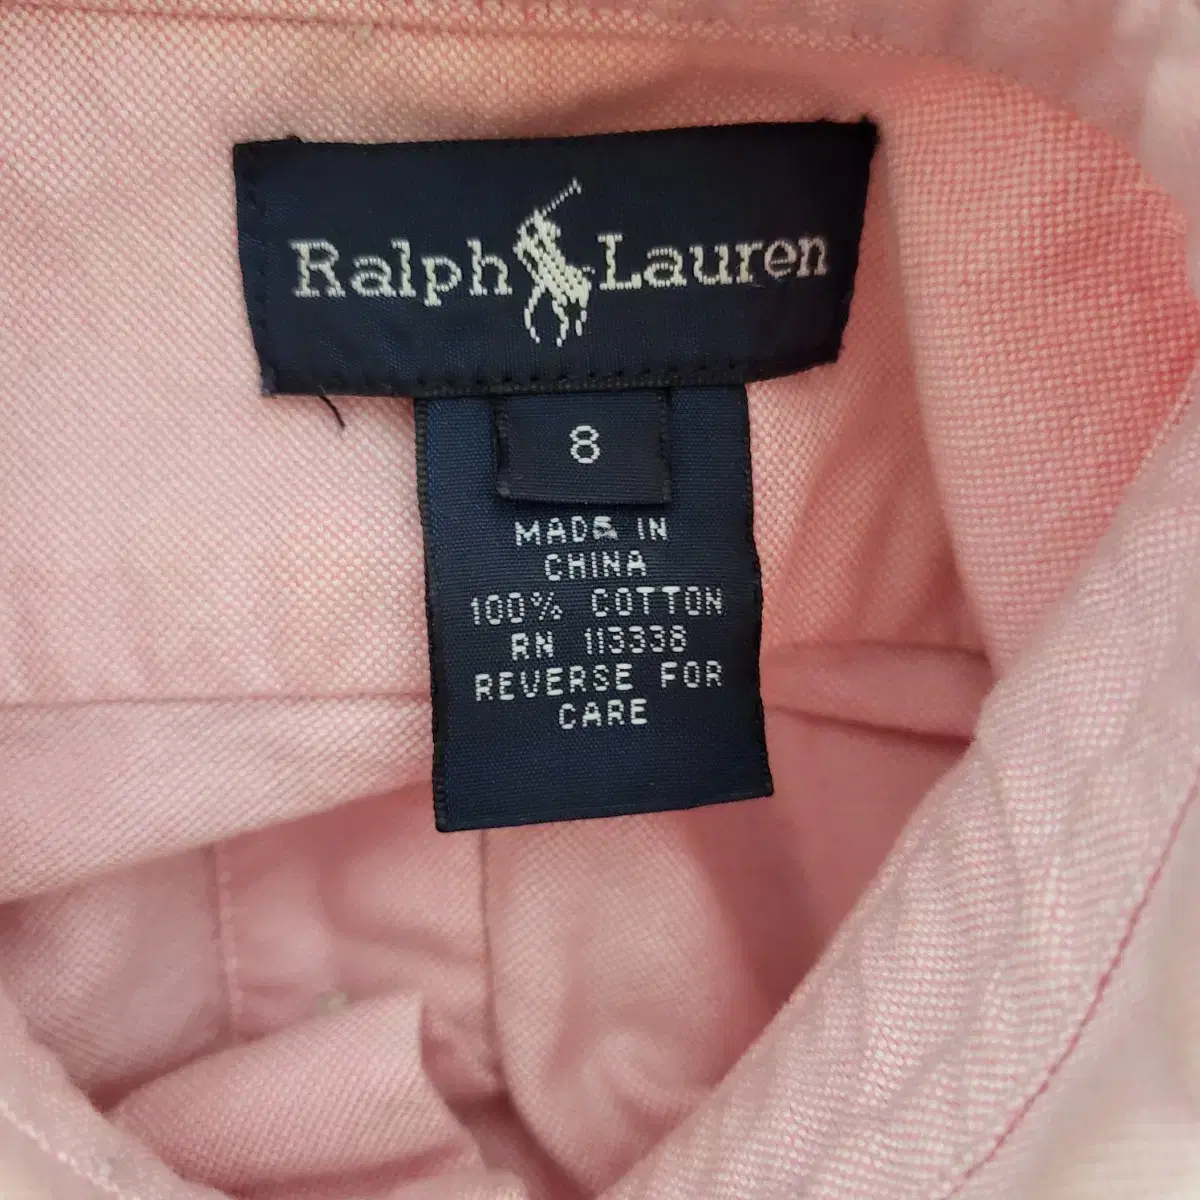 Ralph Lauren
8
MADE IN
CHINA
100% COTTON
RN 113338
REVERSE FOR
CARE